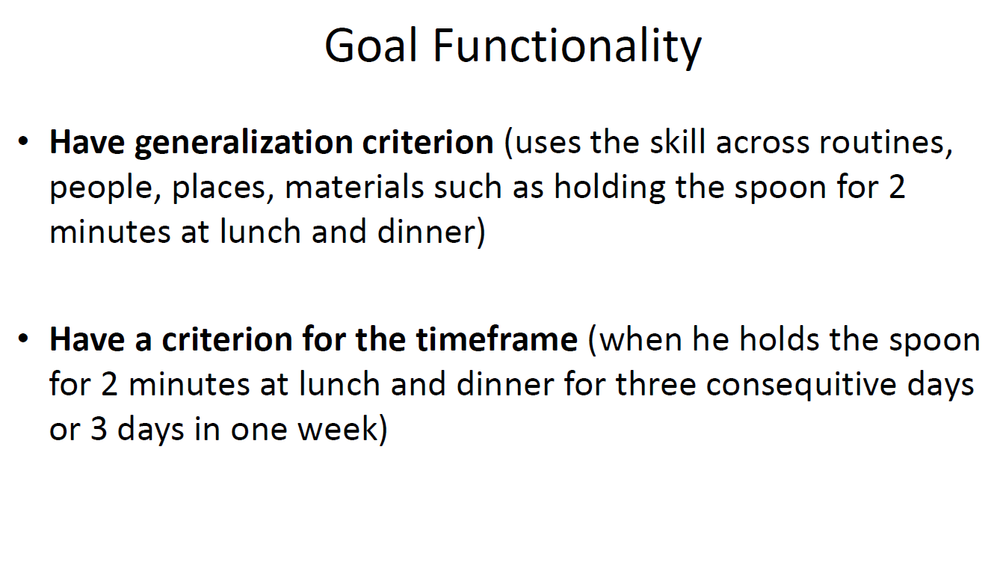 Goal Functionality
• Have generalization criterion (uses the skill across routines,
people, places, materials such as holding the spoon for 2
minutes at lunch and dinner)
• Have a criterion for the timeframe (when he holds the spoon
for 2 minutes at lunch and dinner for three consequitive days
or 3 days in one week)